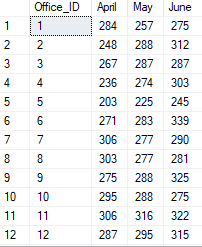 Office_ID April May June
1 1 284 257 275
2 2 248 288 312
3 3 267 287 287
4 4 236 274 303
5 5 203 225 245
6 6 271 283 339
7 7 306 277 290
8 8 303 277 281
9 9 275 288 325
10 10 295 288 275
11 11 306 316 322
12 12 287 295 315